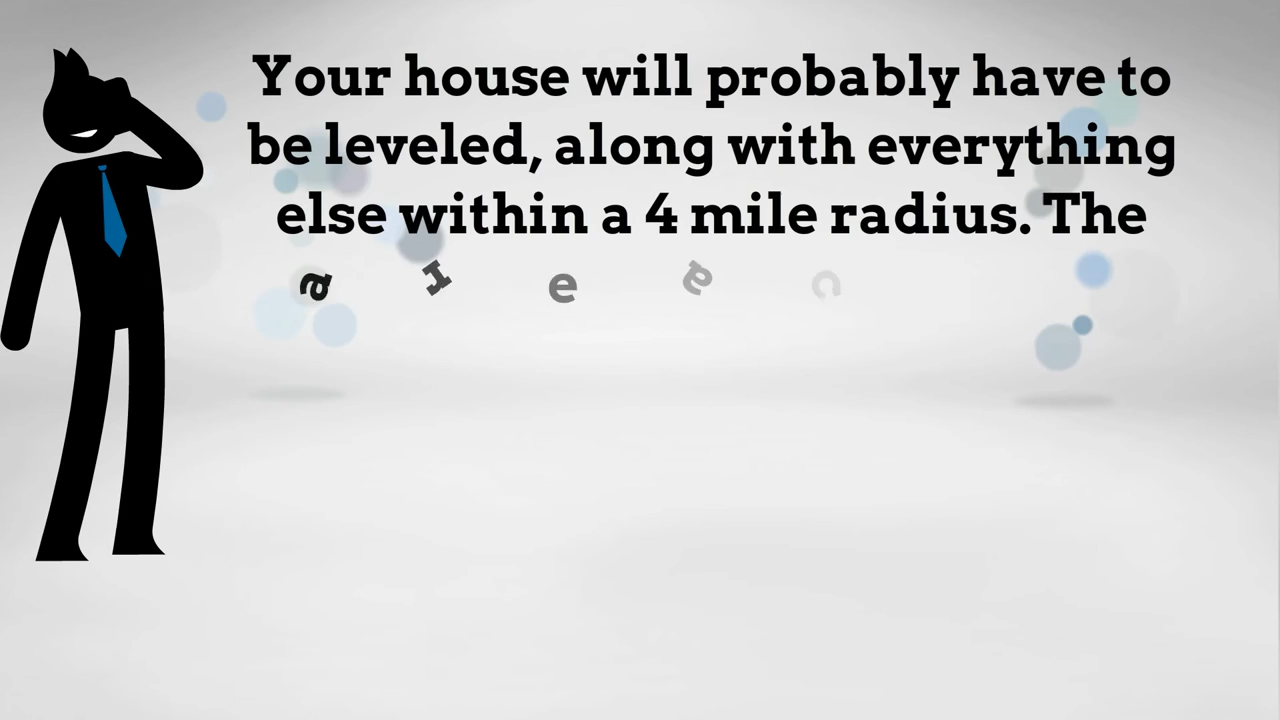 Your house will probably have to
be leveled, along with everything
else within a 4 mile radius. The